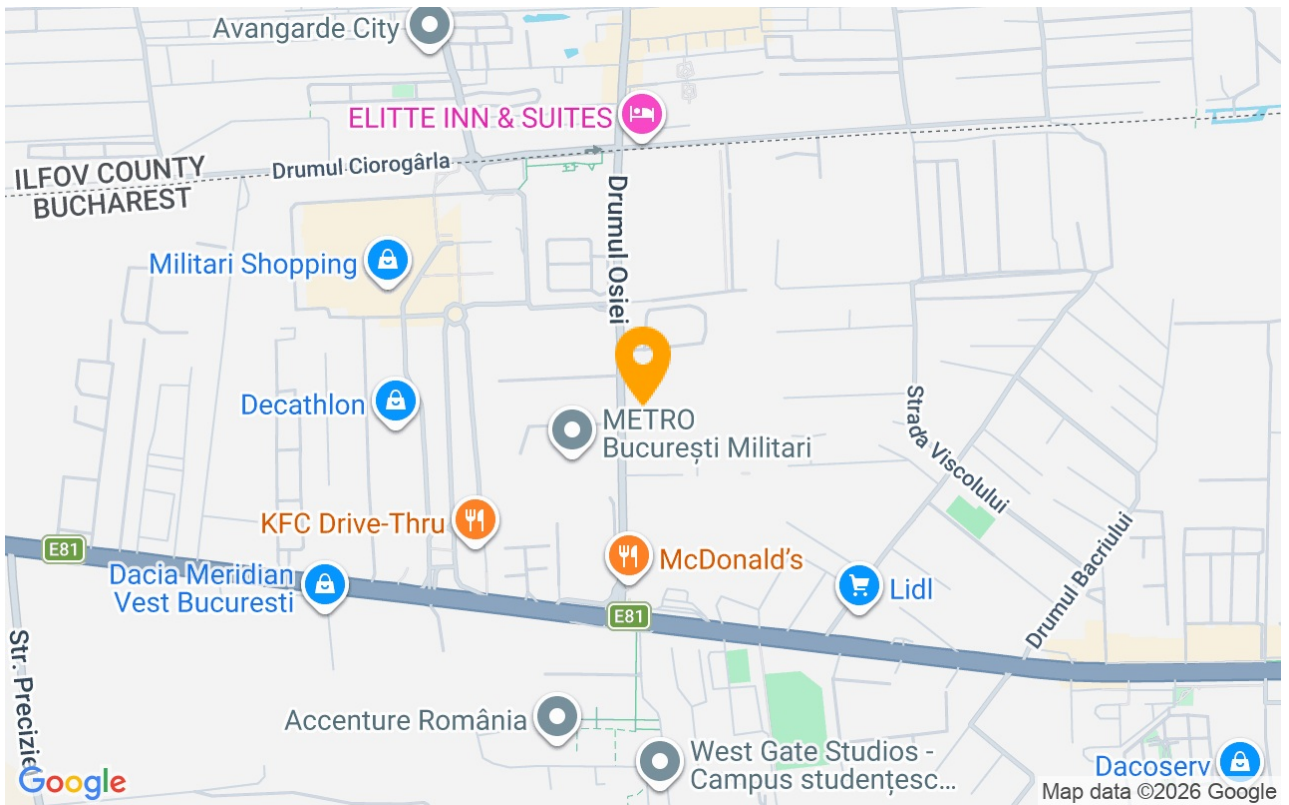 Avangarde City
ELITTE INN & SUITES
ILFOV COUNTY
BUCHAREST
Drumul Ciorogârla
Drumul Osiei
Militari Shopping
Decathlon
METRO
București Militari
Strada Viscolului
KFC Drive-Thru
E81
McDonald's
Dacia Meridian
Vest Bucuresti
Lidl
E81
Drumul Bacriului
Str. Preciziei
Accenture România
West Gate Studios -
Campus studențesc...
Dacoserv
Google
Map data ©2026 Google